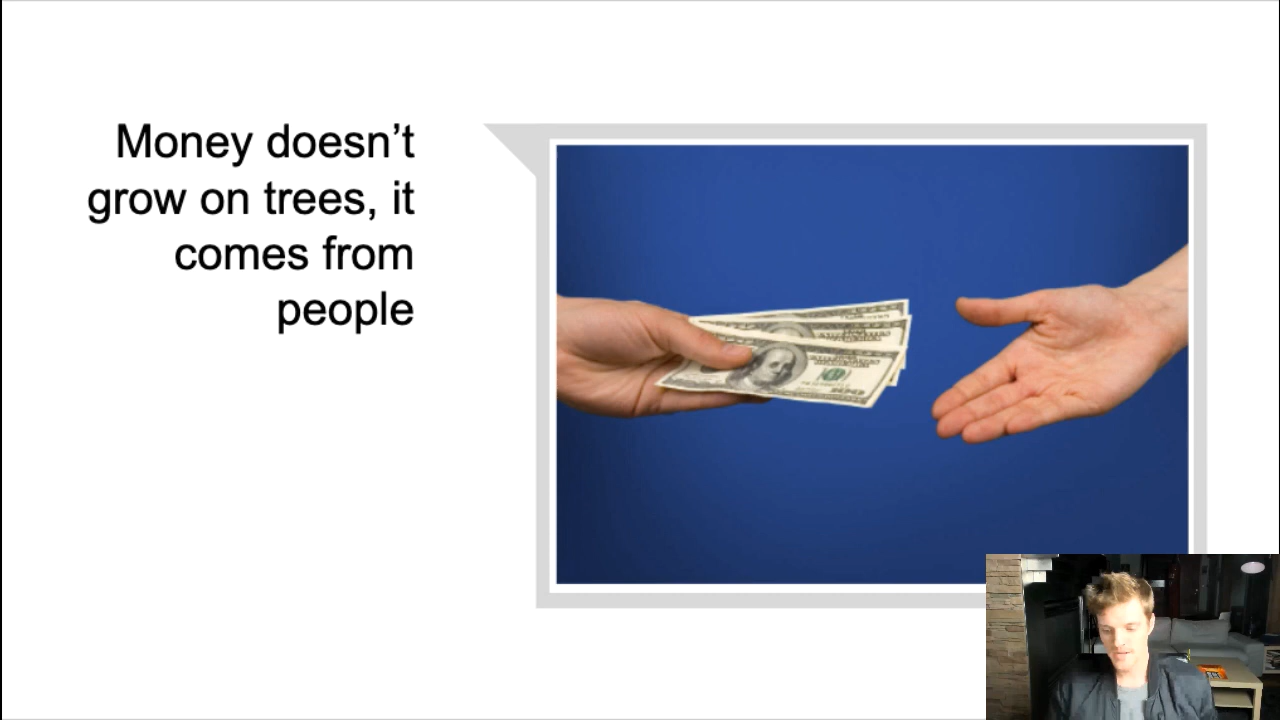 Money doesn’t
grow on trees, it
comes from
people